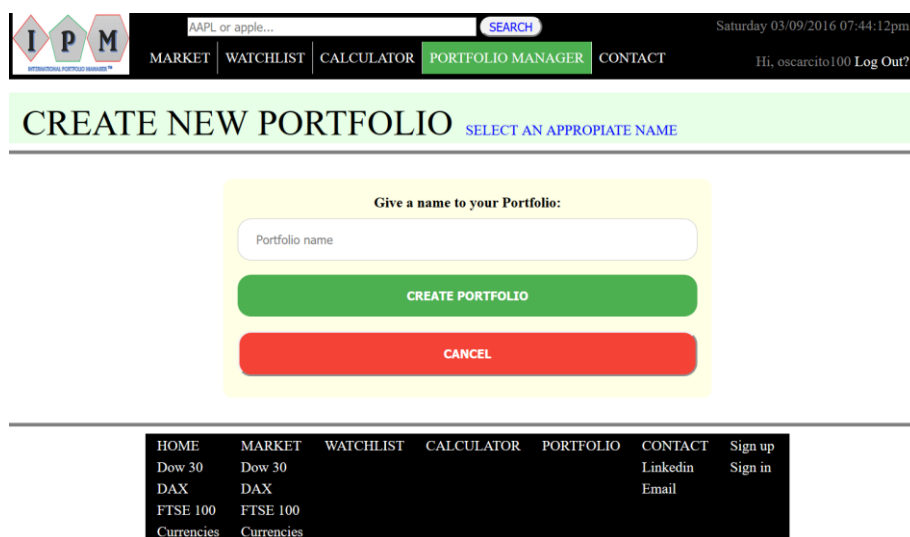 AAPL or apple... SEARCH Saturday 03/09/2016 07:44:12pm
I P M
INTERNATIONAL PORTFOLIO MANAGER™
MARKET WATCHLIST CALCULATOR PORTFOLIO MANAGER CONTACT Hi, oscarcito100 Log Out?
CREATE NEW PORTFOLIO SELECT AN APPROPIATE NAME
Give a name to your Portfolio:
Portfolio name
CREATE PORTFOLIO
CANCEL
HOME MARKET WATCHLIST CALCULATOR PORTFOLIO CONTACT Sign up
Dow 30 Dow 30 Linkedin Sign in
DAX DAX Email
FTSE 100 FTSE 100
Currencies Currencies